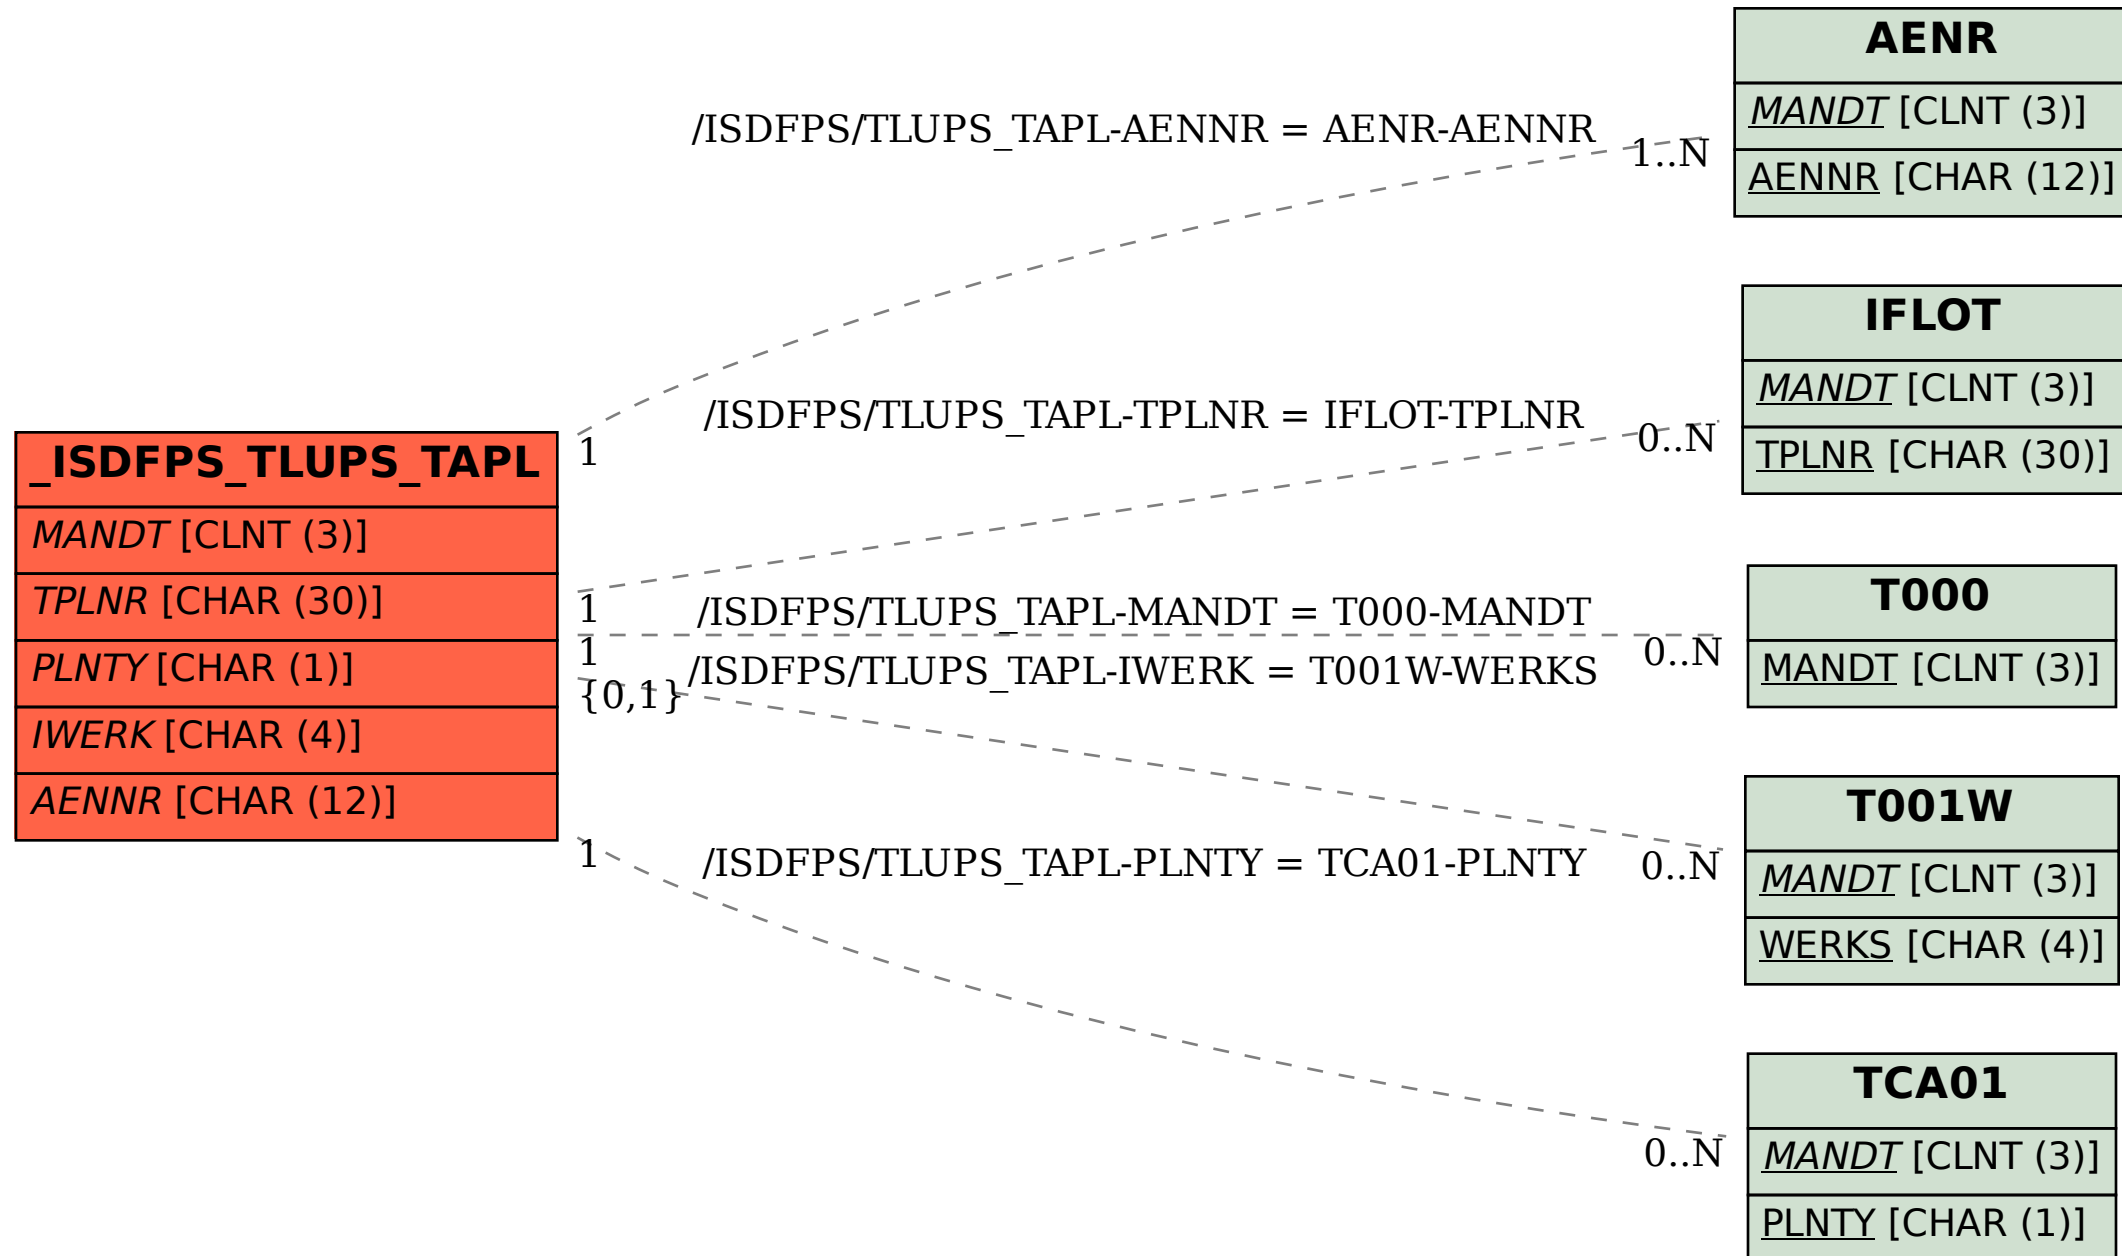 _ISDFPS_TLUPS_TAPL
MANDT [CLNT (3)]
TPLNR [CHAR (30)]
PLNTY [CHAR (1)]
IWERK [CHAR (4)]
AENNR [CHAR (12)]
/ISDFPS/TLUPS_TAPL-AENNR = AENR-AENNR
1..N
1
/ISDFPS/TLUPS_TAPL-TPLNR = IFLOT-TPLNR
0..N
1
/ISDFPS/TLUPS_TAPL-MANDT = T000-MANDT
0..N
1
/ISDFPS/TLUPS_TAPL-IWERK = T001W-WERKS
{0,1}
0..N
/ISDFPS/TLUPS_TAPL-PLNTY = TCA01-PLNTY
1
0..N
AENR
MANDT [CLNT (3)]
AENNR [CHAR (12)]
IFLOT
MANDT [CLNT (3)]
TPLNR [CHAR (30)]
T000
MANDT [CLNT (3)]
T001W
MANDT [CLNT (3)]
WERKS [CHAR (4)]
TCA01
MANDT [CLNT (3)]
PLNTY [CHAR (1)]